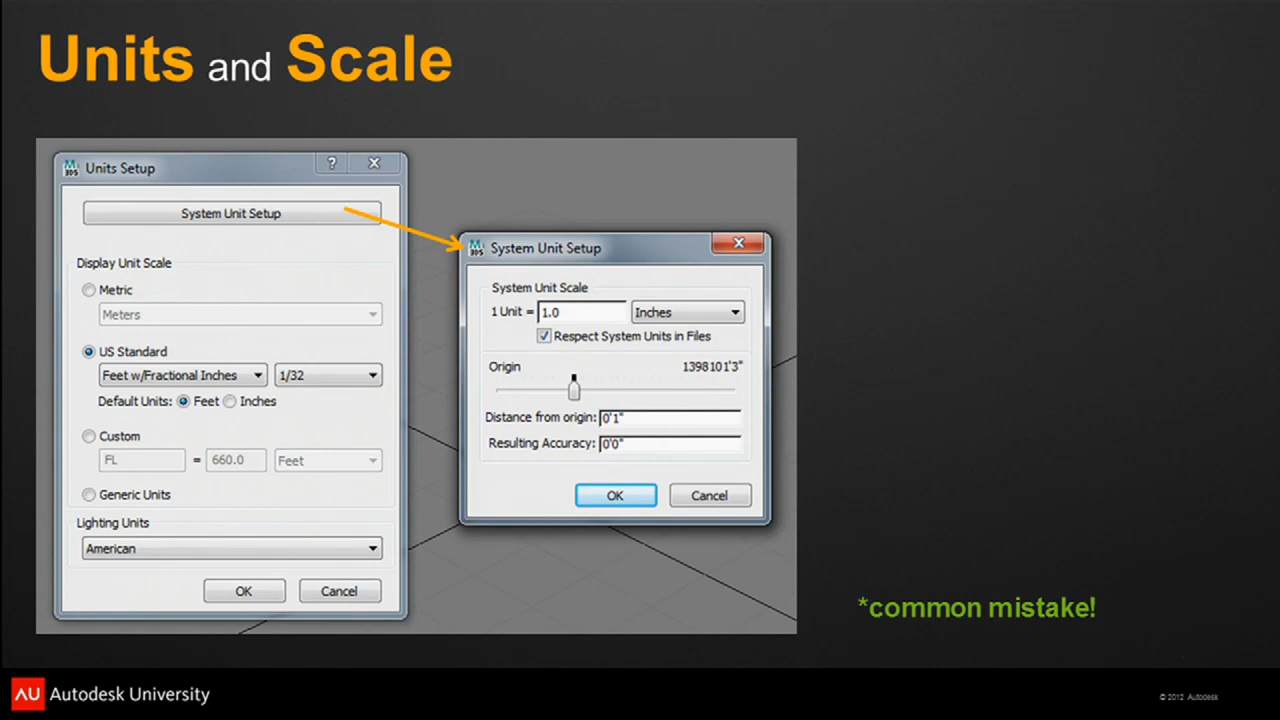 Units and Scale
Units Setup
?
System Unit Setup
Display Unit Scale
Metric
Meters
US Standard
Feet w/Fractional Inches 1/32
Default Units: Feet Inches
Custom
FL = 660.0 Feet
Generic Units
Lighting Units
American
OK Cancel
System Unit Setup
System Unit Scale
1 Unit = 1.0 Inches
Respect System Units in Files
Origin 1398101'3"
Distance from origin: 0'1"
Resulting Accuracy: 0'0"
OK Cancel
*common mistake!
AU Autodesk University
© 2012 Autodesk